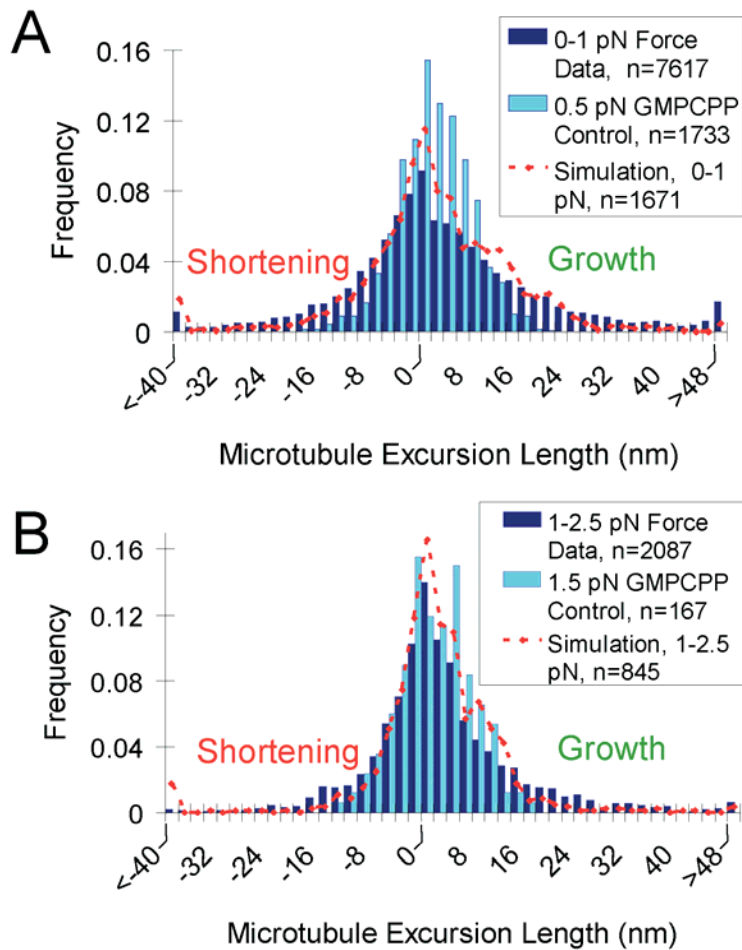 A
0-1 pN Force
Data, n=7617
0.5 pN GMPCPP
Control, n=1733
Simulation, 0-1
pN, n=1671
0.16
0.12
0.08
0.04
0
Frequency
Shortening
Growth
<-40
-32
-24
-16
-8
0
8
16
24
32
40
>48
Microtubule Excursion Length (nm)
B
1-2.5 pN Force
Data, n=2087
1.5 pN GMPCPP
Control, n=167
Simulation, 1-2.5
pN, n=845
0.16
0.12
0.08
0.04
0
Frequency
Shortening
Growth
<-40
-32
-24
-16
-8
0
8
16
24
32
40
>48
Microtubule Excursion Length (nm)